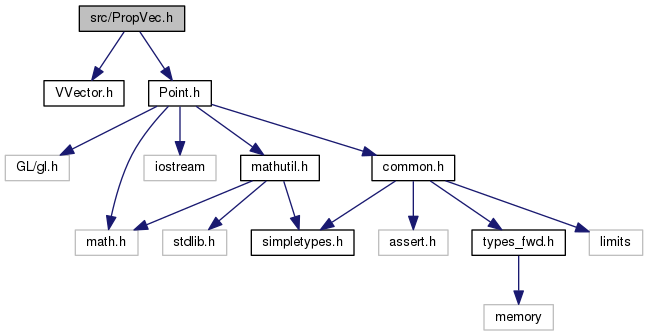 src/PropVec.h
VVector.h
Point.h
GL/gl.h
iostream
mathutil.h
common.h
math.h
stdlib.h
simpletypes.h
assert.h
types_fwd.h
limits
memory